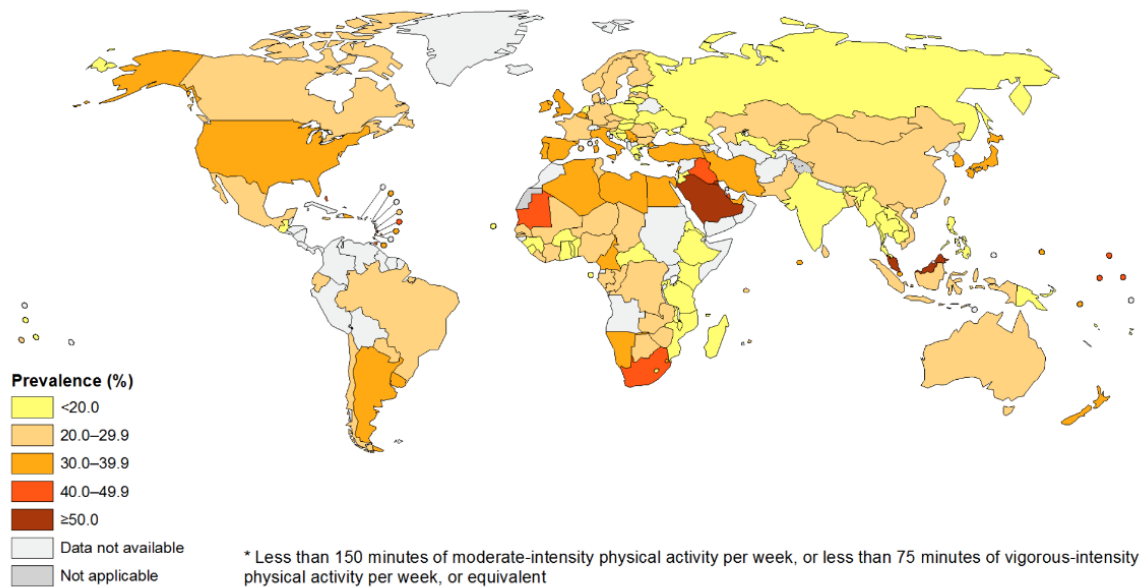 Prevalence (%)
<20.0
20.0–29.9
30.0–39.9
40.0–49.9
≥50.0
Data not available
Not applicable
* Less than 150 minutes of moderate-intensity physical activity per week, or less than 75 minutes of vigorous-intensity
physical activity per week, or equivalent